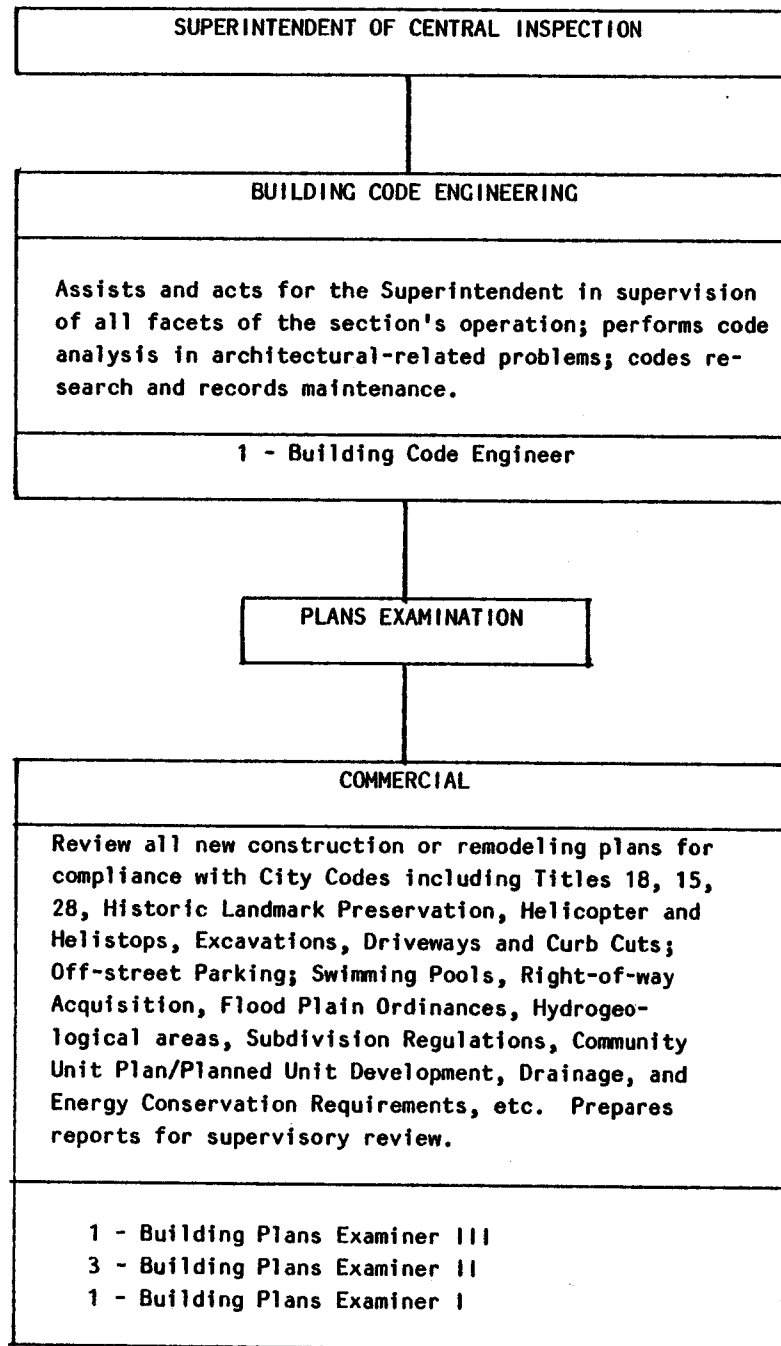 SUPERINTENDENT OF CENTRAL INSPECTION
BUILDING CODE ENGINEERING
Assists and acts for the Superintendent in supervision
of all facets of the section's operation; performs code
analysis in architectural-related problems; codes re-
search and records maintenance.
1 - Building Code Engineer
PLANS EXAMINATION
COMMERCIAL
Review all new construction or remodeling plans for
compliance with City Codes including Titles 18, 15,
28, Historic Landmark Preservation, Helicopter and
Helistops, Excavations, Driveways and Curb Cuts;
Off-street Parking; Swimming Pools, Right-of-way
Acquisition, Flood Plain Ordinances, Hydrogeo-
logical areas, Subdivision Regulations, Community
Unit Plan/Planned Unit Development, Drainage, and
Energy Conservation Requirements, etc.  Prepares
reports for supervisory review.
1 - Building Plans Examiner III
3 - Building Plans Examiner II
1 - Building Plans Examiner I